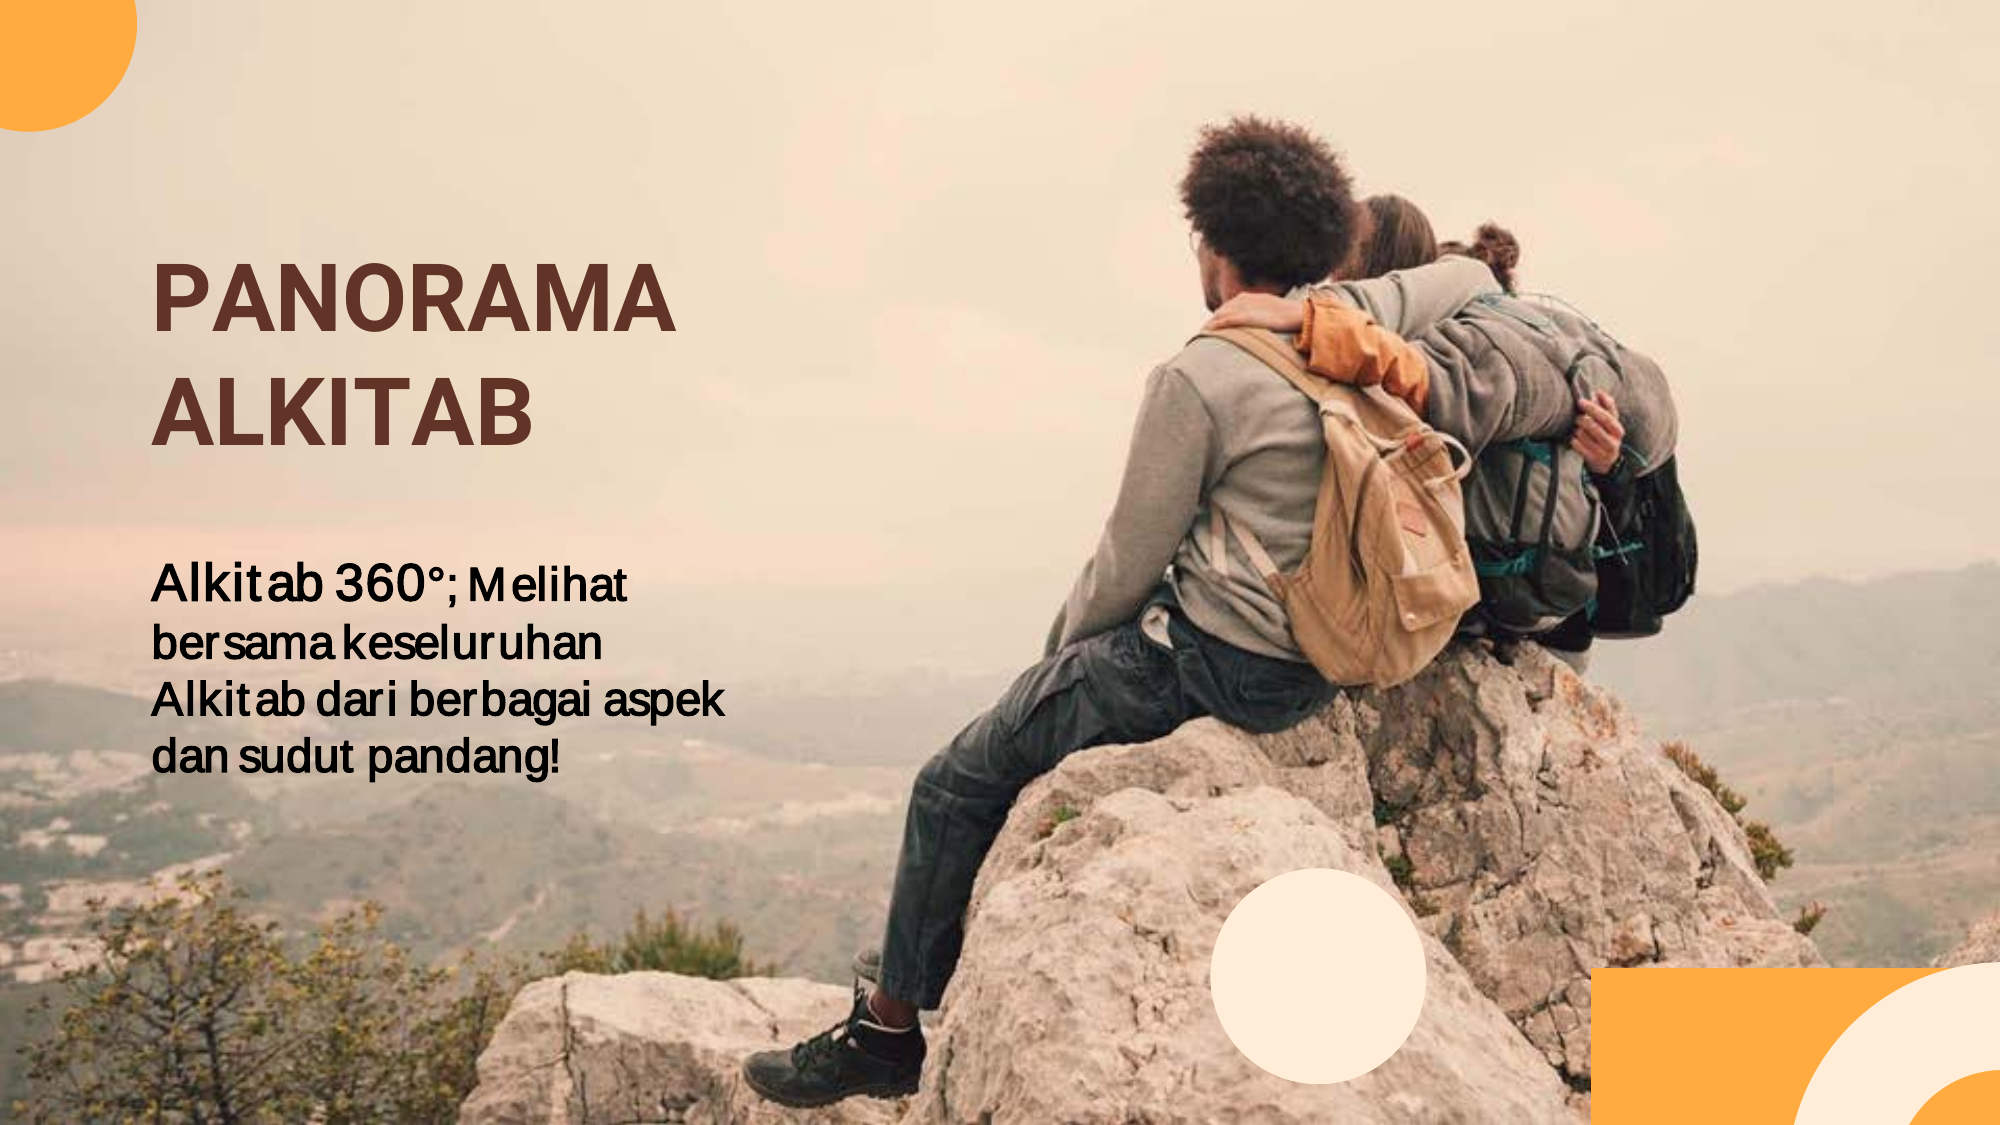 PANORAMA
ALKITAB
Alkitab 360°; Melihat
bersama keseluruhan
Alkitab dari berbagai aspek
dan sudut pandang!